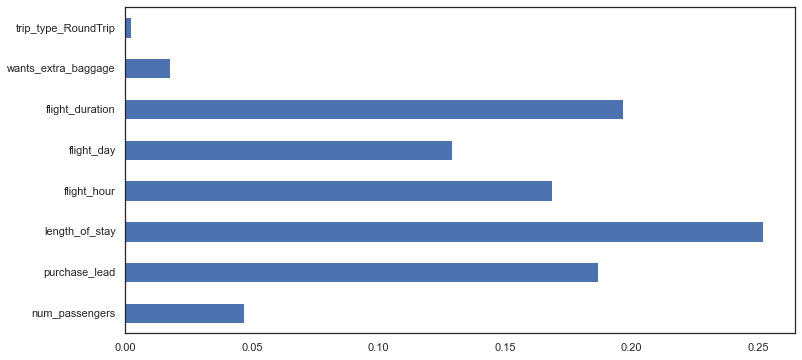 trip_type_RoundTrip
wants_extra_baggage
flight_duration
flight_day
flight_hour
length_of_stay
purchase_lead
num_passengers
0.00 0.05 0.10 0.15 0.20 0.25